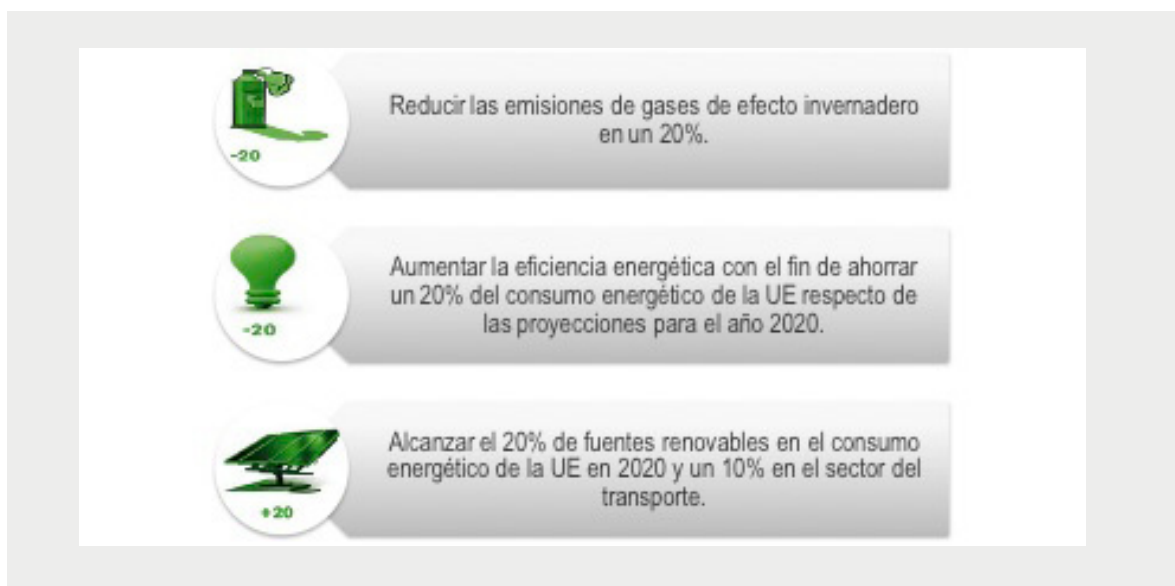 Reducir las emisiones de gases de efecto invernadero
en un 20%.
-20
Aumentar la eficiencia energética con el fin de ahorrar
un 20% del consumo energético de la UE respecto de
las proyecciones para el año 2020.
-20
Alcanzar el 20% de fuentes renovables en el consumo
energético de la UE en 2020 y un 10% en el sector del
transporte.
+20